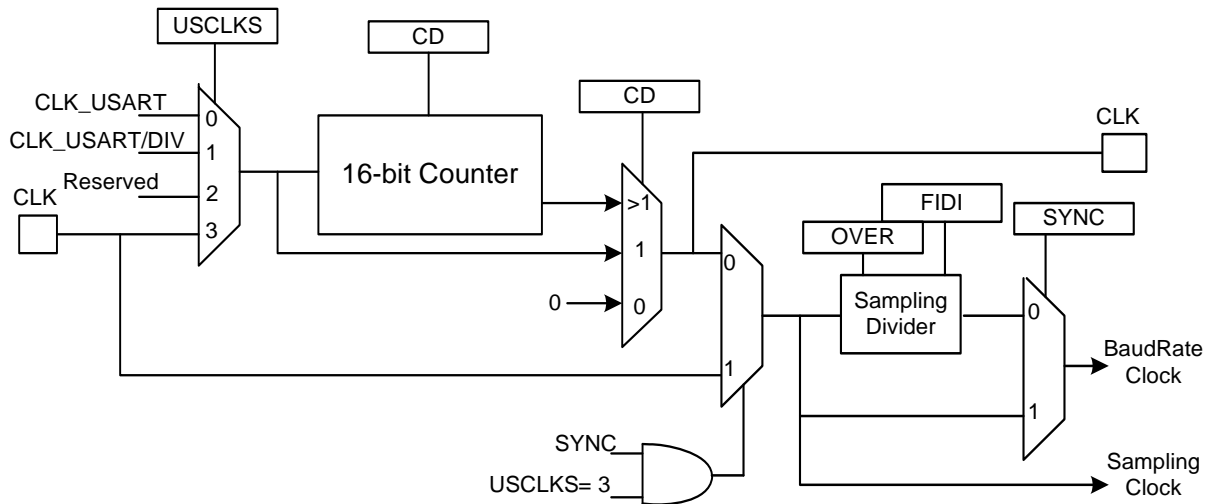 USCLKS
CD
CLK_USART
0
CLK_USART/DIV
1
Reserved
2
CLK
3
16-bit Counter
CD
>1
1
0
0
CLK
0
1
FIDI
OVER
Sampling
Divider
SYNC
0
1
BaudRate
Clock
Sampling
Clock
SYNC
USCLKS= 3